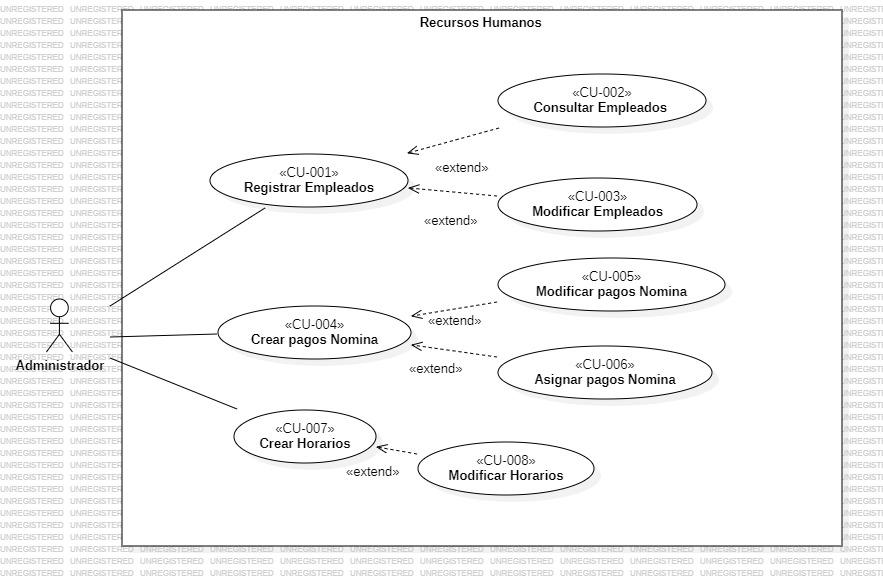 Recursos Humanos
«CU-002»
Consultar Empleados
«extend»
«CU-001»
Registrar Empleados
«CU-003»
Modificar Empleados
«extend»
«CU-005»
Modificar pagos Nomina
«extend»
«CU-004»
Crear pagos Nomina
«CU-006»
Asignar pagos Nomina
«extend»
Administrador
«CU-007»
Crear Horarios
«CU-008»
Modificar Horarios
«extend»
UNREGISTERED